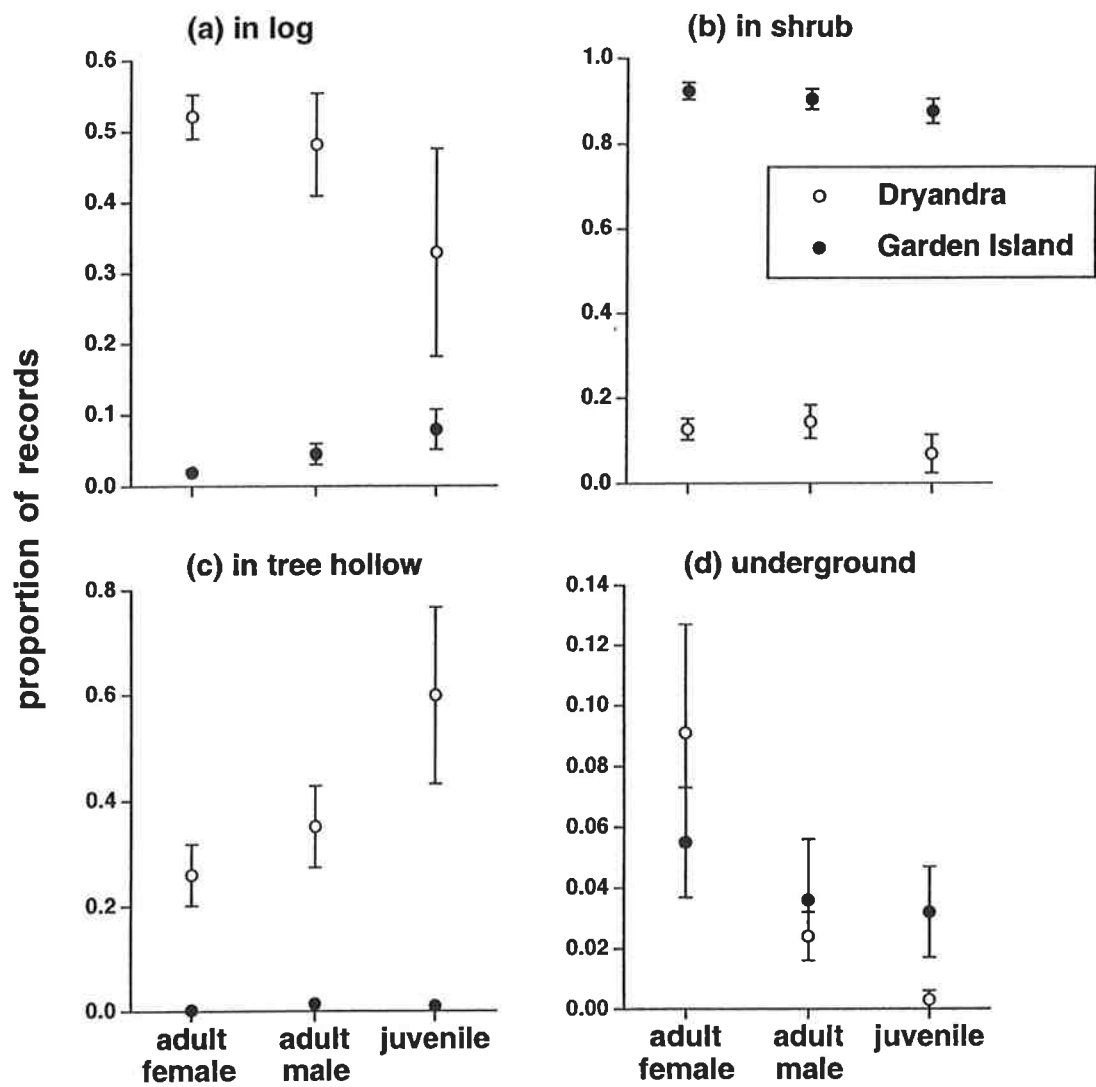 (a) in log
(b) in shrub
0.6
0.5
0.4
0.3
0.2
0.1
0.0
1.0
0.8
0.6
0.4
0.2
0.0
Dryandra
Garden Island
proportion of records
(c) in tree hollow
(d) underground
0.8
0.6
0.4
0.2
0.0
0.14
0.12
0.10
0.08
0.06
0.04
0.02
0.00
adult female
adult male
juvenile
adult female
adult male
juvenile